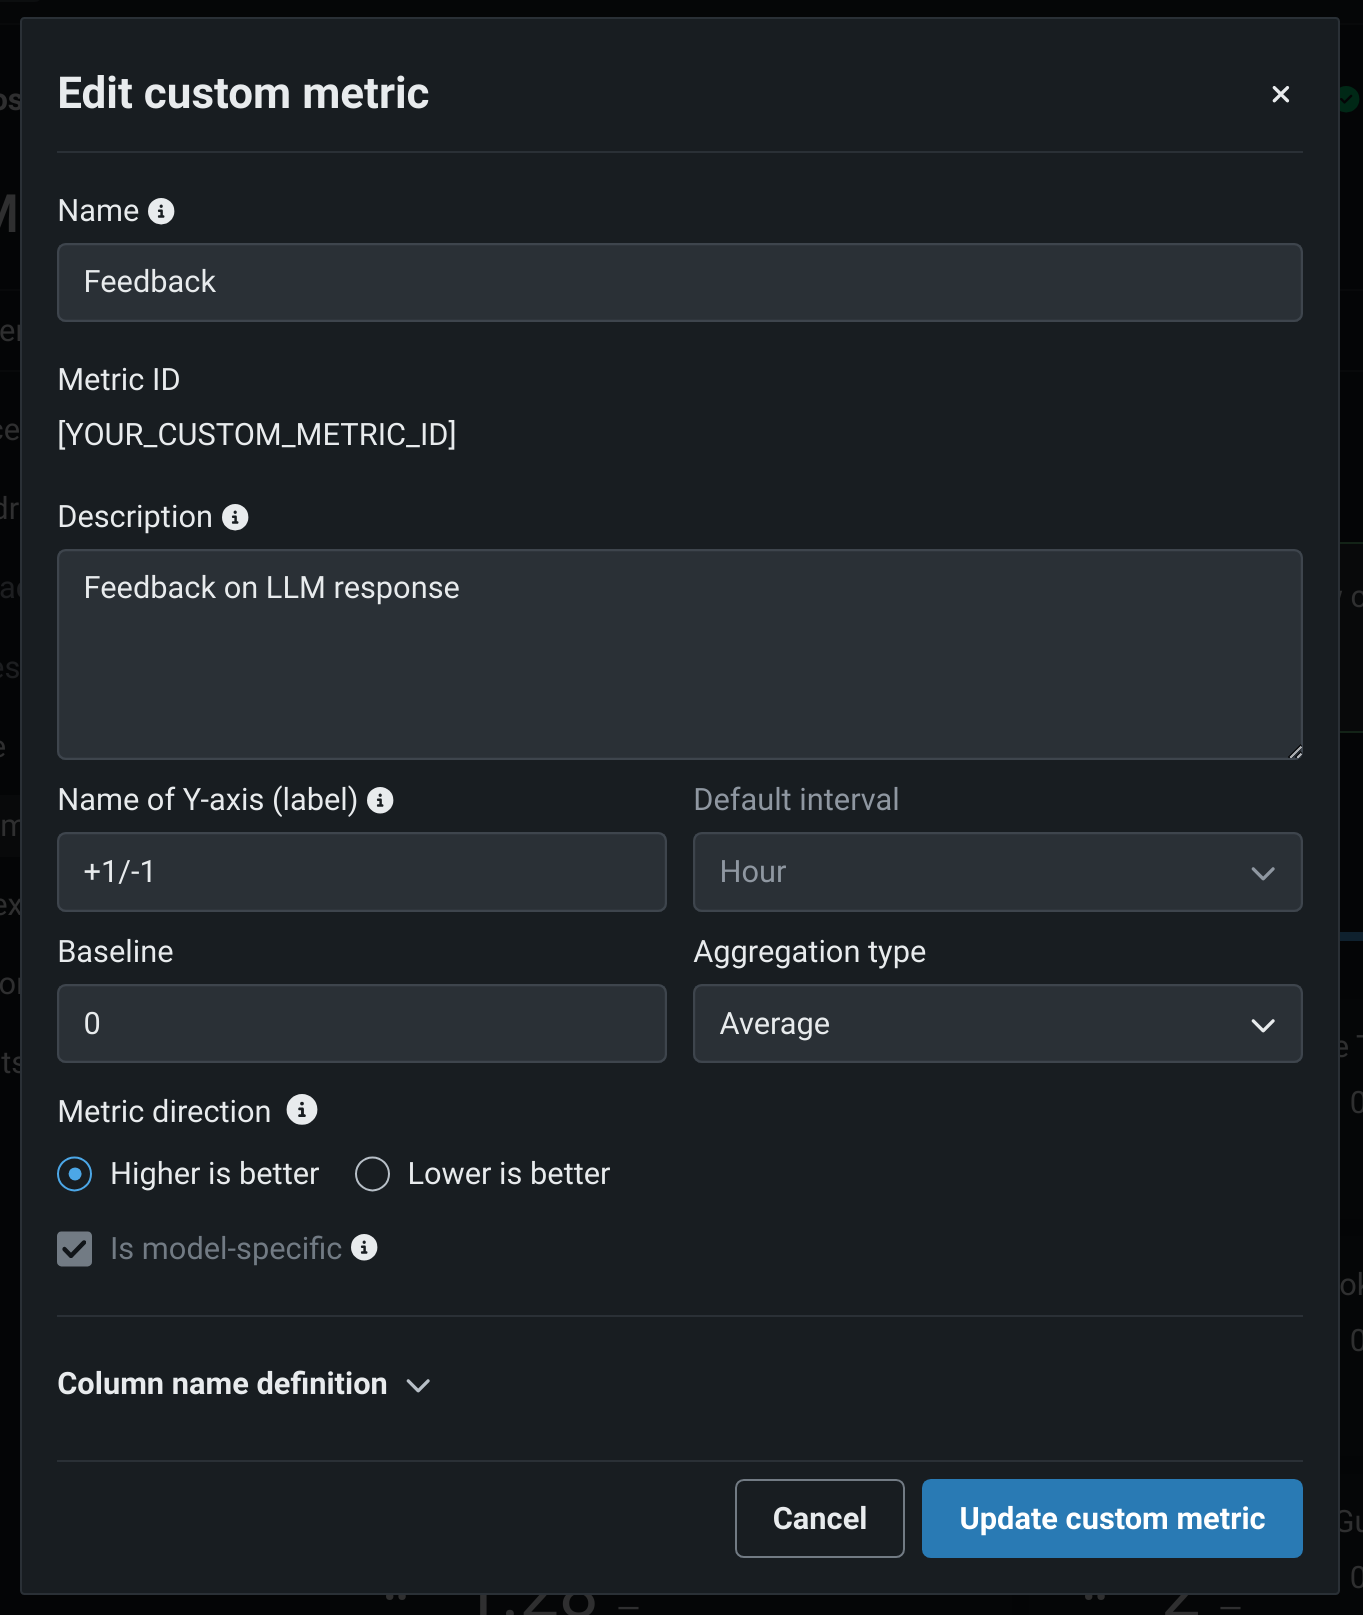 Edit custom metric
Name
Feedback
Metric ID
[YOUR_CUSTOM_METRIC_ID]
Description
Feedback on LLM response
Name of Y-axis (label)
Default interval
+1/-1
Hour
Baseline
Aggregation type
0
Average
Metric direction
Higher is better
Lower is better
Is model-specific
Column name definition
Cancel
Update custom metric